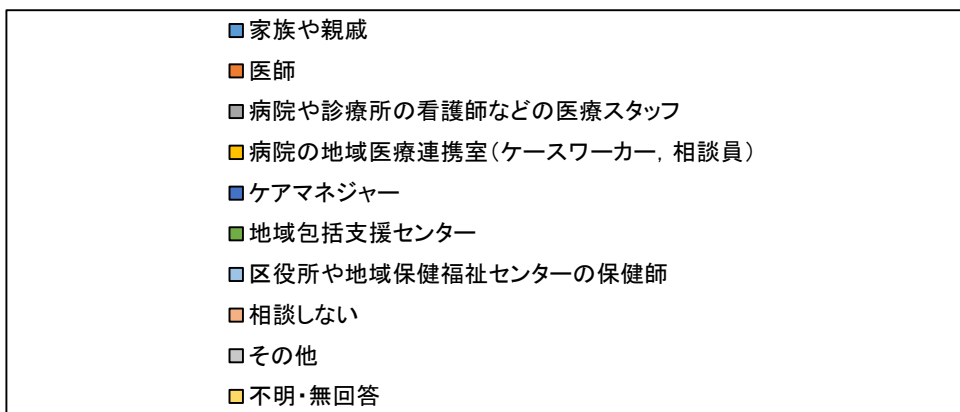 家族や親戚
医師
病院や診療所の看護師などの医療スタッフ
病院の地域医療連携室（ケースワーカー，相談員）
ケアマネジャー
地域包括支援センター
区役所や地域保健福祉センターの保健師
相談しない
その他
不明・無回答